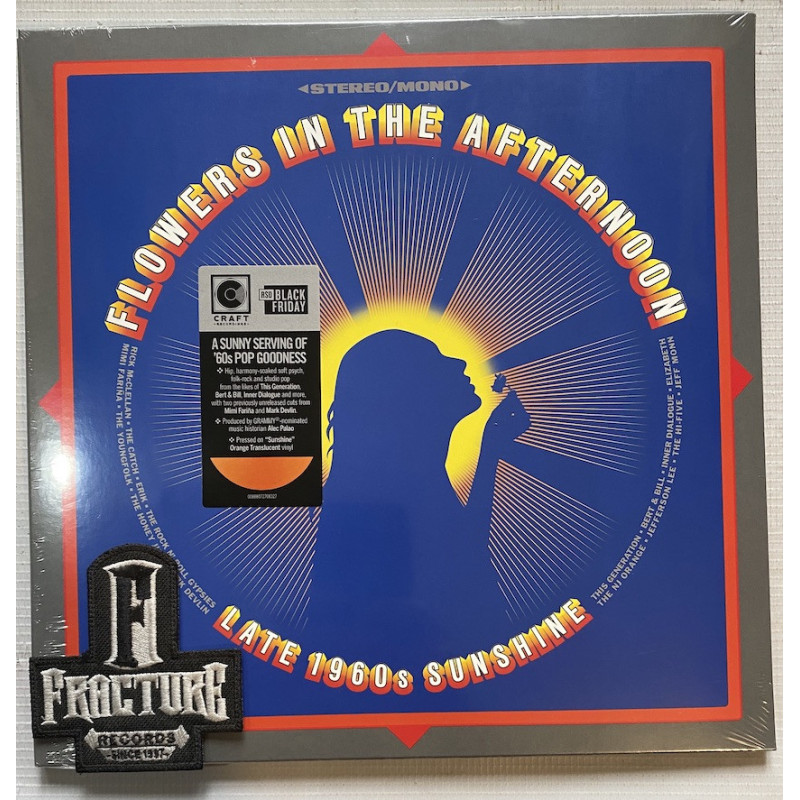 ◄STEREO/MONO►
FLOWERS IN THE AFTERNOON
CRAFT
RECORDINGS
RSD BLACK
FRIDAY
A SUNNY SERVING OF
'60s POP GOODNESS
Hip, harmony-soaked soft psych,
folk-rock and studio pop
from the likes of This Generation,
Bert & Bill, Inner Dialogue and more,
with two previously unreleased cuts from
Mimi Fariña and Mark Devlin.
Produced by GRAMMY®-nominated
music historian Alec Palao
Pressed on "Sunshine"
Orange Translucent vinyl
RICK McCLELLAN • THE CATCH • ERIK • THE ROCK N ROLL GYPSIES
MIMI FARIÑA • THE YOUNGFOLK • THE HONEY DEVLIN
THIS GENERATION • BERT & BILL • INNER DIALOGUE • ELIZABETH
THE NJ ORANGE • JEFFERSON LEE • THE HI-FIVE • JEFF MONN
LATE 1960s SUNSHINE
F
FRACTURE
RECORDS
-SINCE 1997-